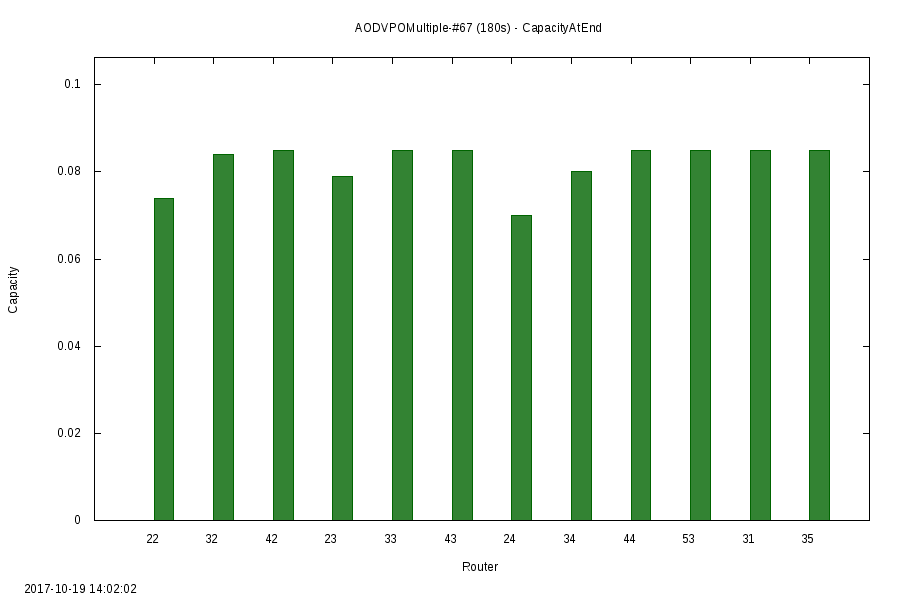 AODVPOMultiple-#67 (180s) - CapacityAtEnd
0.1
0.08
0.06
0.04
0.02
0
Capacity
22 32 42 23 33 43 24 34 44 53 31 35
Router
2017-10-19 14:02:02